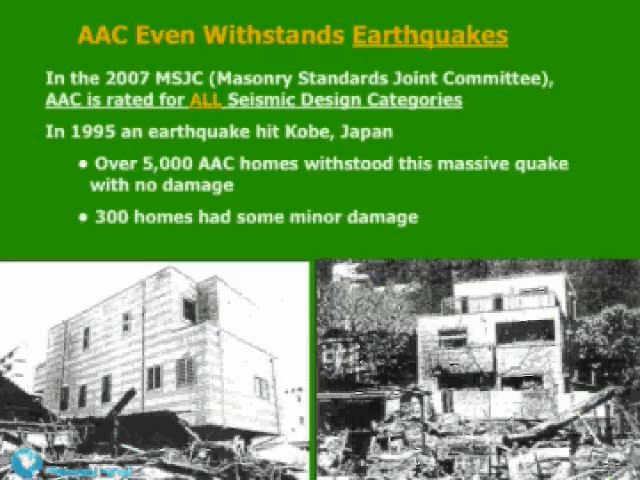 AAC Even Withstands Earthquakes
In the 2007 MSJC (Masonry Standards Joint Committee),
AAC is rated for ALL Seismic Design Categories
In 1995 an earthquake hit Kobe, Japan
• Over 5,000 AAC homes withstood this massive quake
with no damage
• 300 homes had some minor damage